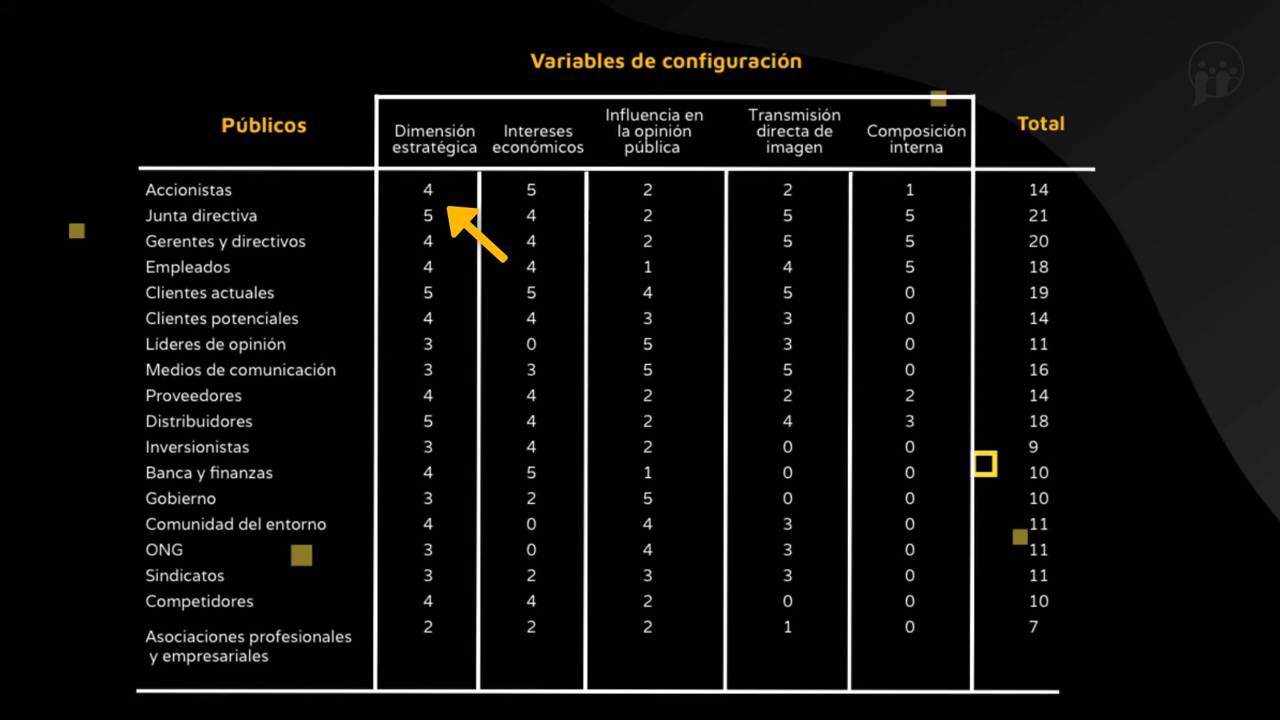 Variables de configuración
Públicos
Dimensión estratégica
Intereses económicos
Influencia en la opinión pública
Transmisión directa de imagen
Composición interna
Total
Accionistas 4 5 2 2 1 14
Junta directiva 5 4 2 5 5 21
Gerentes y directivos 4 4 2 5 5 20
Empleados 4 4 1 4 5 18
Clientes actuales 5 5 4 5 0 19
Clientes potenciales 4 4 3 3 0 14
Líderes de opinión 3 0 5 3 0 11
Medios de comunicación 3 3 5 5 0 16
Proveedores 4 4 2 2 2 14
Distribuidores 5 4 2 4 3 18
Inversionistas 3 4 2 0 0 9
Banca y finanzas 4 5 1 0 0 10
Gobierno 3 2 5 0 0 10
Comunidad del entorno 4 0 4 3 0 11
ONG 3 0 4 3 0 11
Sindicatos 3 2 3 3 0 11
Competidores 4 4 2 0 0 10
Asociaciones profesionales y empresariales 2 2 2 1 0 7